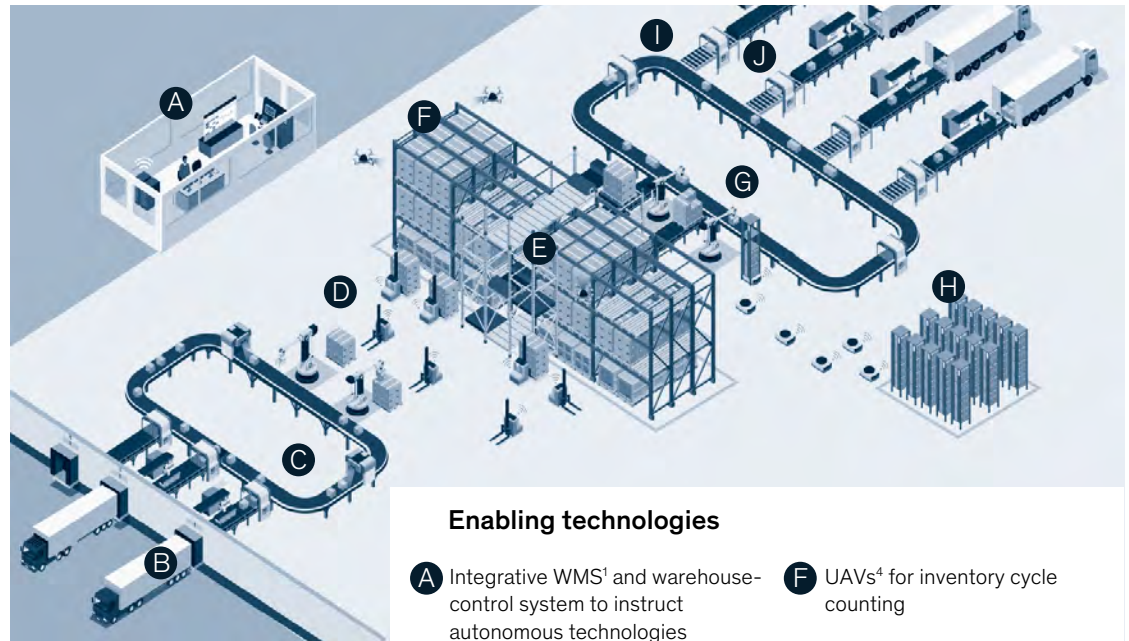 A
F
I
J
G
E
D
H
C
B
Enabling technologies
A Integrative WMS¹ and warehouse-
control system to instruct
autonomous technologies
F UAVs⁴ for inventory cycle
counting